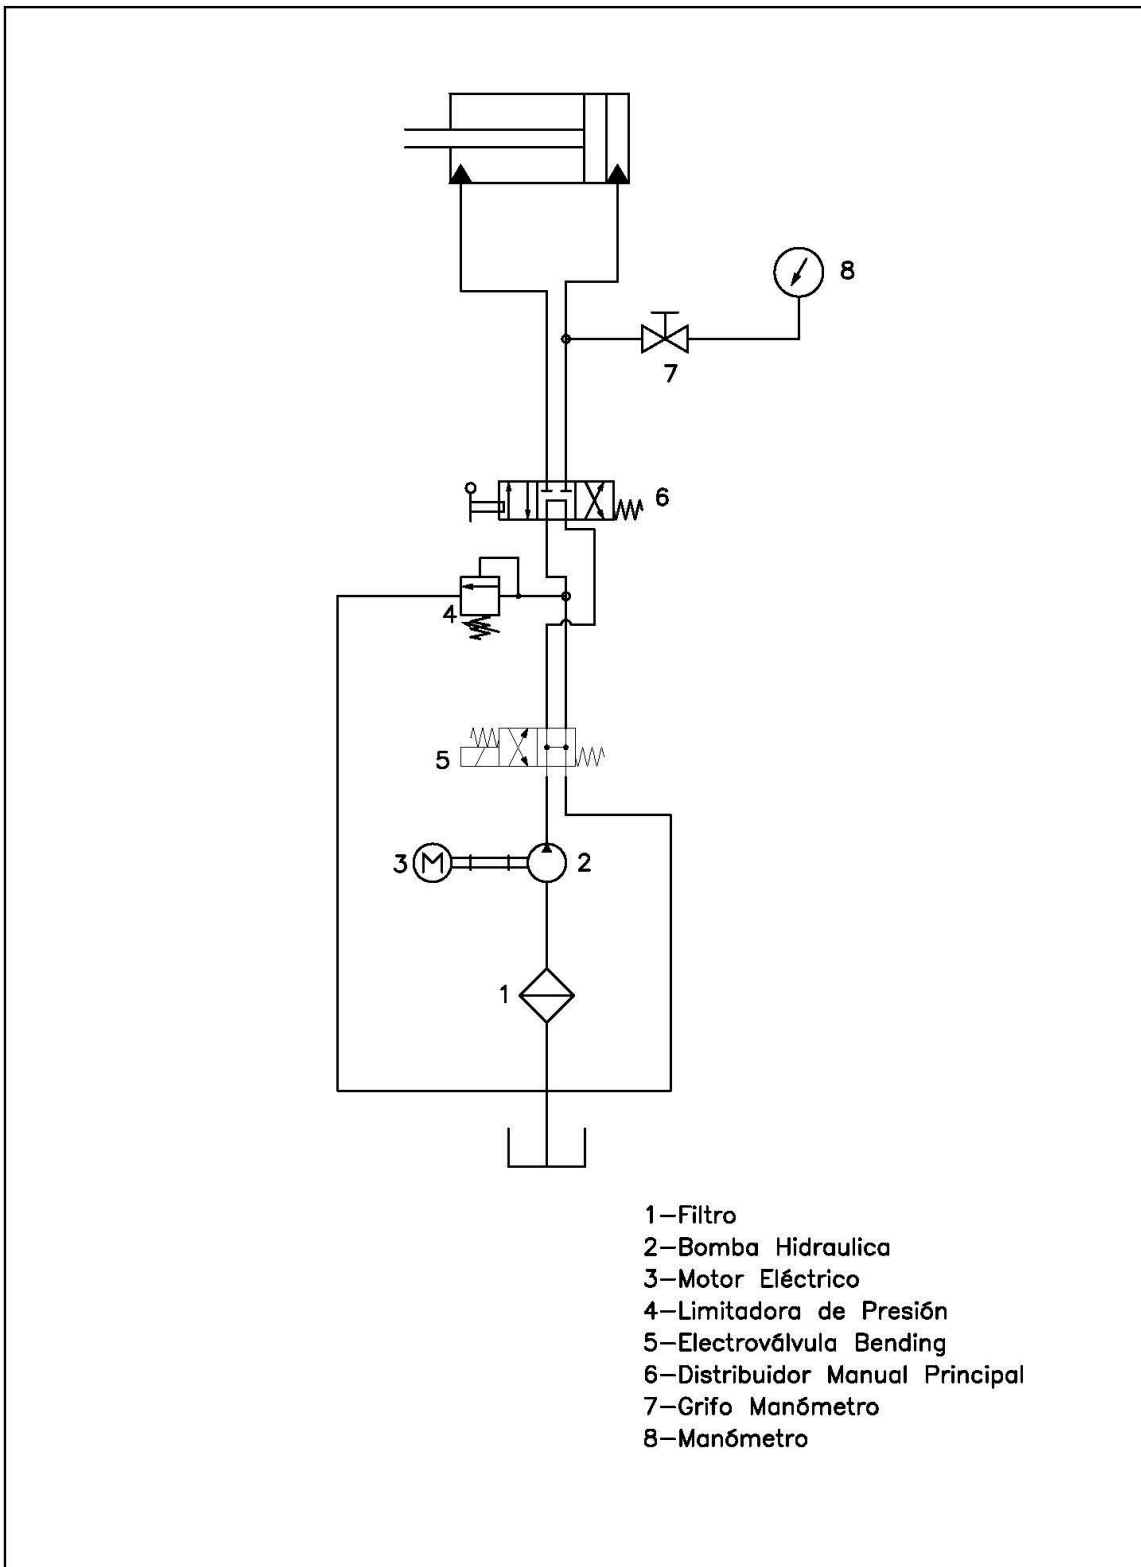 8
7
6
4
5
3
M
2
1
1-Filtro
2-Bomba Hidraulica
3-Motor Eléctrico
4-Limitadora de Presión
5-Electroválvula Bending
6-Distribuidor Manual Principal
7-Grifo Manómetro
8-Manómetro